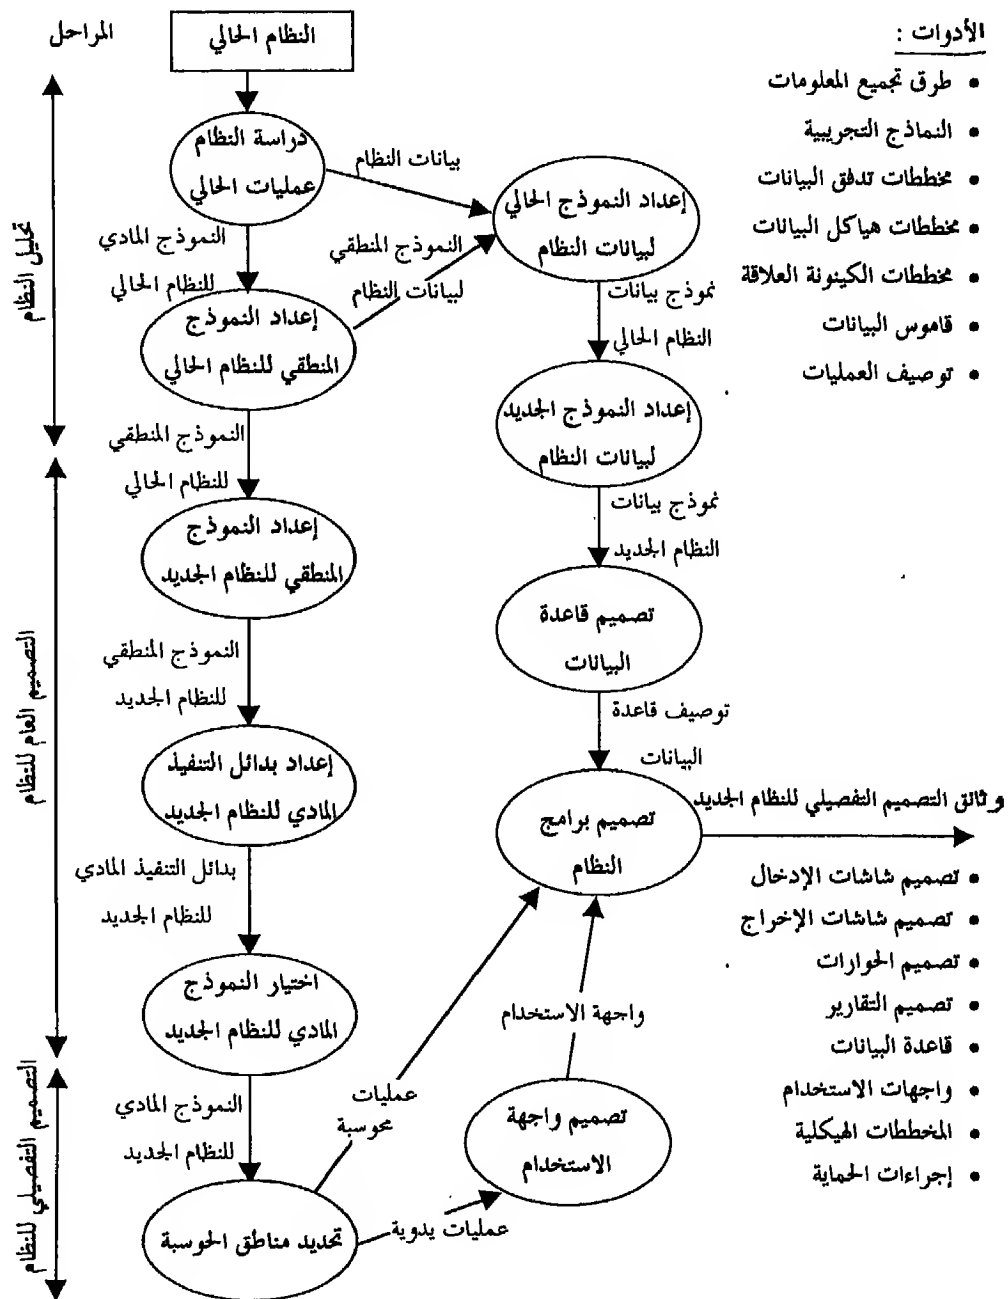 المراحل
النظام الحالي
الأدوات :
• طرق تجميع المعلومات
• النماذج التجريبية
• مخططات تدفق البيانات
• مخططات هياكل البيانات
• مخططات الكينونة العلاقة
• قاموس البيانات
• توصيف العمليات
تحليل النظام
دراسة النظام
عمليات الحالي
بيانات النظام
إعداد النموذج الحالي
لبيانات النظام
النموذج المادي
للنظام الحالي
النموذج المنطقي
لبيانات النظام
نموذج بيانات
النظام الحالي
إعداد النموذج
المنطقي للنظام الحالي
إعداد النموذج الجديد
لبيانات النظام
النموذج المنطقي
للنظام الحالي
نموذج بيانات
النظام الجديد
التصميم العام للنظام
إعداد النموذج
المنطقي للنظام الجديد
تصميم قاعدة
البيانات
النموذج المنطقي
للنظام الجديد
توصيف قاعدة
البيانات
إعداد بدائل التنفيذ
المادي للنظام الجديد
تصميم برامج
النظام
وثائق التصميم التفصيلي للنظام الجديد
• تصميم شاشات الإدخال
• تصميم شاشات الإخراج
• تصميم الحوارات
• تصميم التقارير
• قاعدة البيانات
• واجهات الاستخدام
• المخططات الهيكلية
• إجراءات الحماية
بدائل التنفيذ المادي
للنظام الجديد
اختيار النموذج
المادي للنظام الجديد
واجهة الاستخدام
التصميم التفصيلي للنظام
النموذج المادي
للنظام الجديد
عمليات
محوسبة
تصميم واجهة
الاستخدام
تحديد مناطق الحوسبة
عمليات يدوية